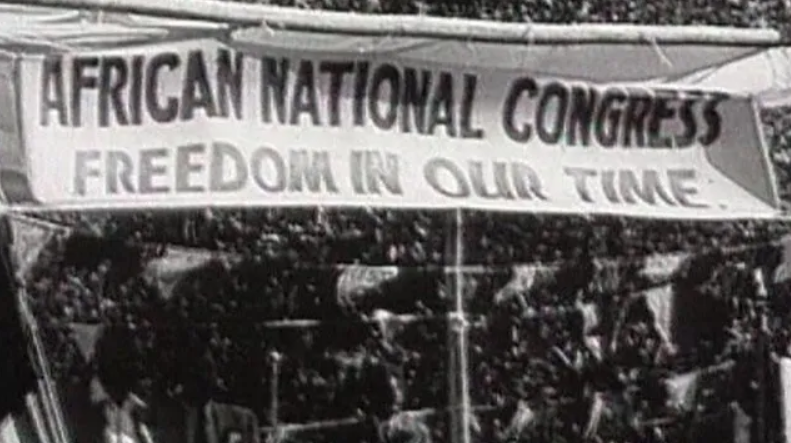 AFRICAN NATIONAL CONGRESS
FREEDOM IN OUR TIME.